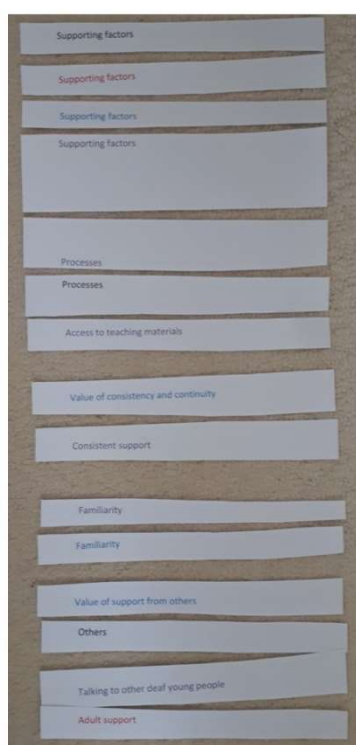 Supporting factors
Supporting factors
Supporting factors
Supporting factors
Processes
Processes
Access to teaching materials
Value of consistency and continuity
Consistent support
Familiarity
Familiarity
Value of support from others
Others
Talking to other deaf young people
Adult support